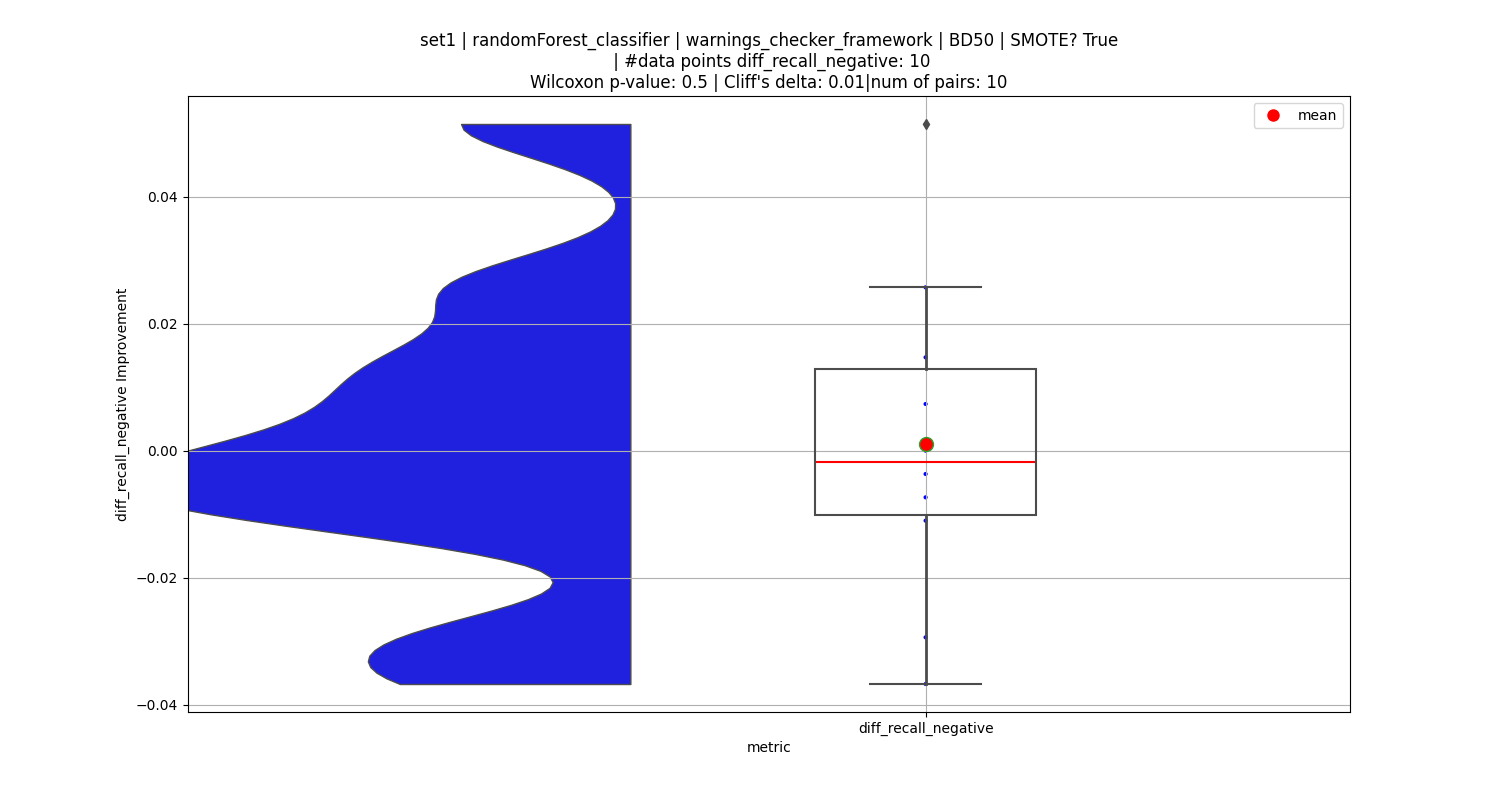 set1 | randomForest_classifier | warnings_checker_framework | BD50 | SMOTE? True
| #data points diff_recall_negative: 10
Wilcoxon p-value: 0.5 | Cliff's delta: 0.01|num of pairs: 10
mean
0.04
0.02
0.00
−0.02
−0.04
diff_recall_negative Improvement
diff_recall_negative
metric